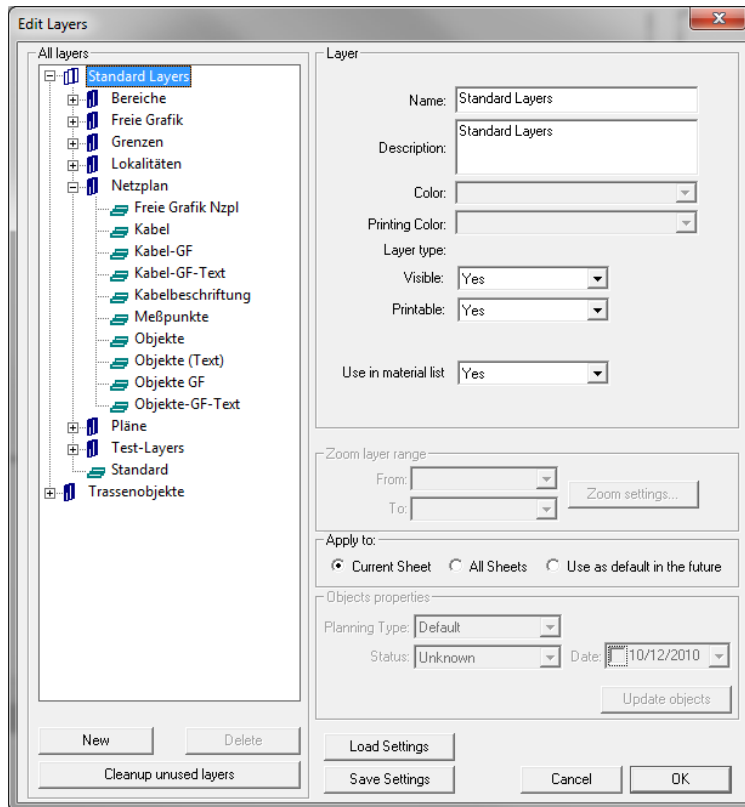 Edit Layers
All layers
Standard Layers
Bereiche
Freie Grafik
Grenzen
Lokalitäten
Netzplan
Freie Grafik Nzpl
Kabel
Kabel-GF
Kabel-GF-Text
Kabelbeschriftung
Meßpunkte
Objekte
Objekte (Text)
Objekte GF
Objekte-GF-Text
Pläne
Test-Layers
Standard
Trassenobjekte
New
Delete
Cleanup unused layers
Layer
Name: Standard Layers
Description: Standard Layers
Color:
Printing Color:
Layer type:
Visible: Yes
Printable: Yes
Use in material list Yes
Zoom layer range
From:
To:
Zoom settings...
Apply to:
Current Sheet All Sheets Use as default in the future
Objects properties
Planning Type: Default
Status: Unknown Date: 10/12/2010
Update objects
Load Settings
Save Settings Cancel OK